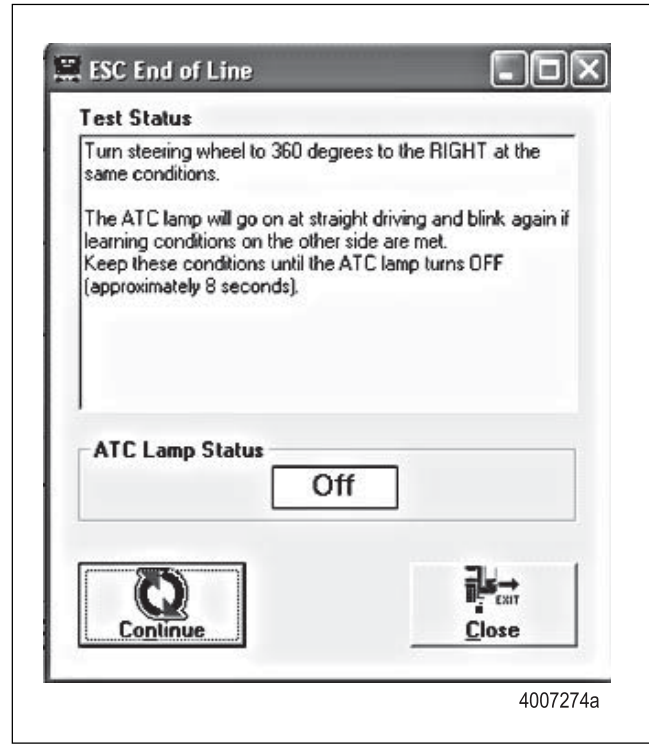 ESC End of Line
Test Status
Turn steering wheel to 360 degrees to the RIGHT at the
same conditions.
The ATC lamp will go on at straight driving and blink again if
learning conditions on the other side are met.
Keep these conditions until the ATC lamp turns OFF
(approximately 8 seconds).
ATC Lamp Status
Off
EXIT
Continue
Close
4007274a